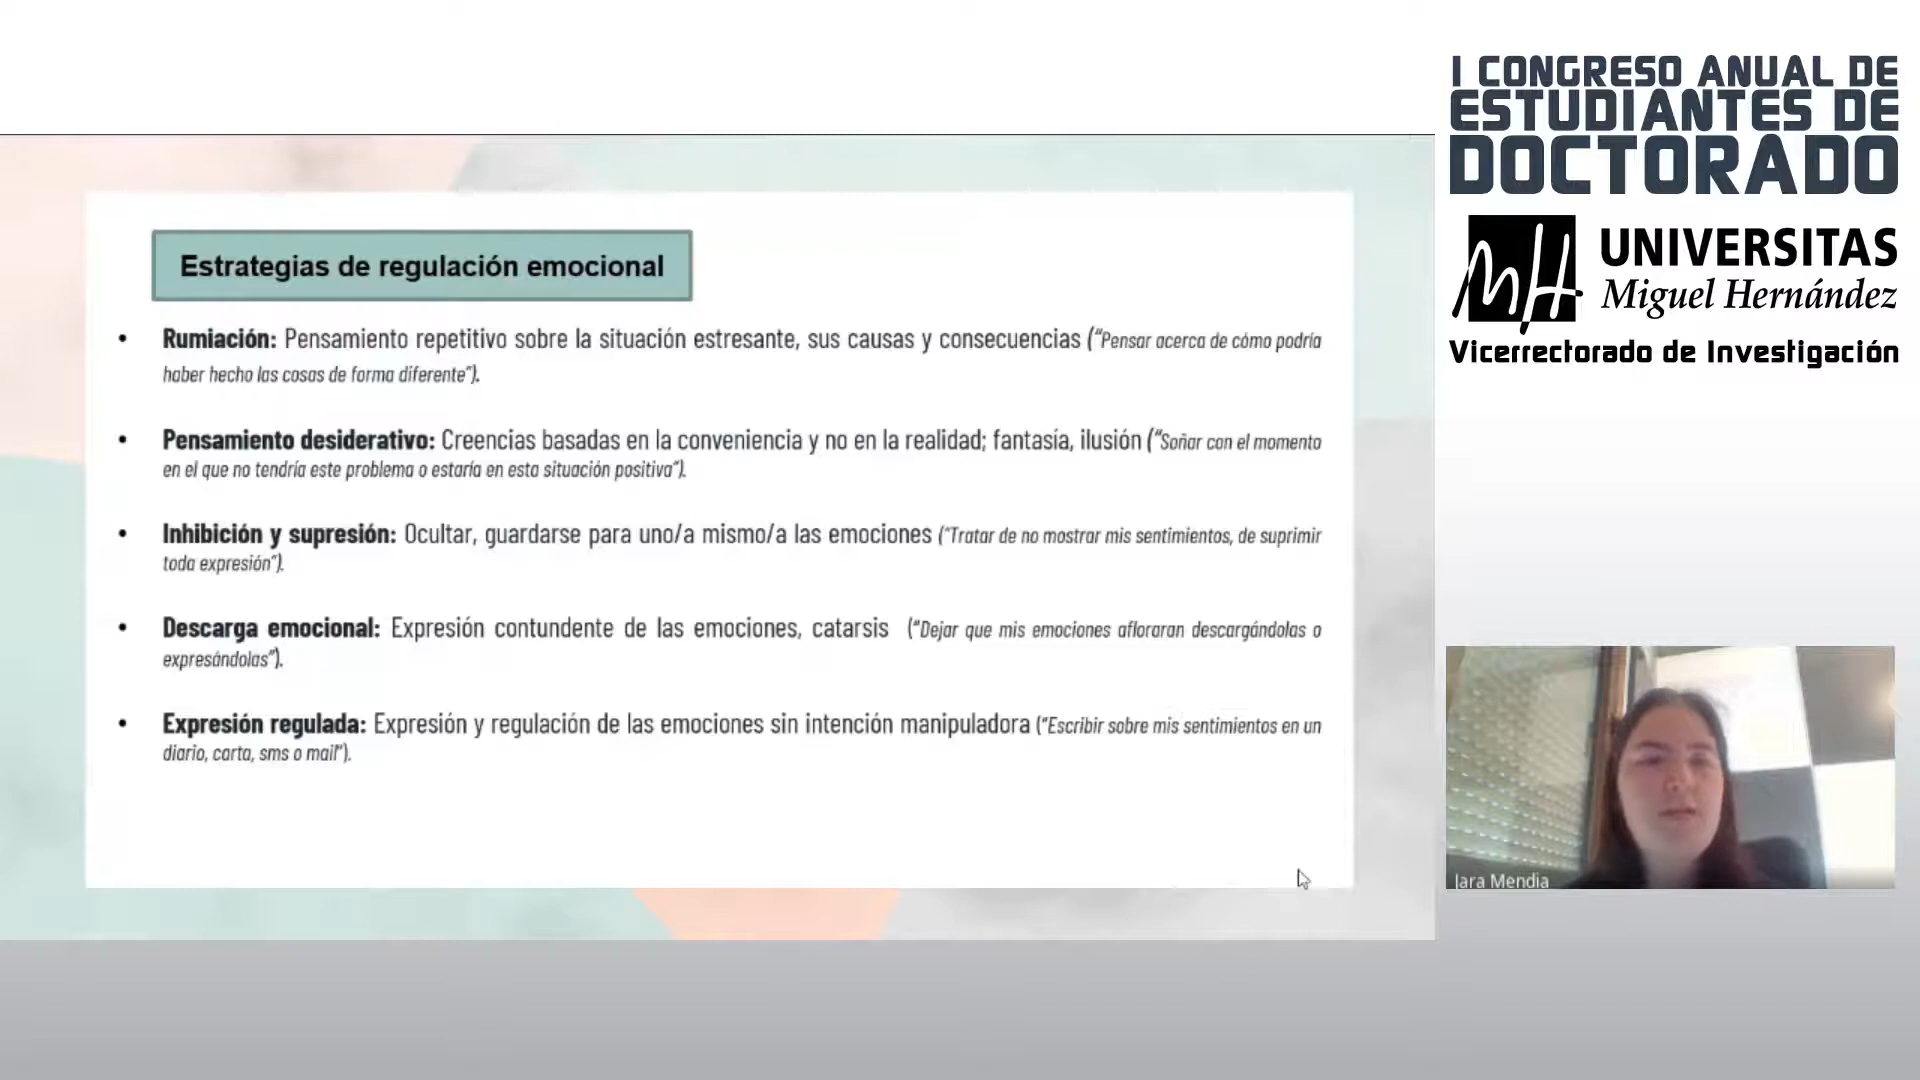 I CONGRESO ANUAL DE
ESTUDIANTES DE
DOCTORADO
UNIVERSITAS
Miguel Hernández
Vicerrectorado de Investigación
Estrategias de regulación emocional
• Rumiación: Pensamiento repetitivo sobre la situación estresante, sus causas y consecuencias (“Pensar acerca de cómo podría
haber hecho las cosas de forma diferente”).
• Pensamiento desiderativo: Creencias basadas en la conveniencia y no en la realidad; fantasía, ilusión (“Soñar con el momento
en el que no tendría este problema o estaría en esta situación positiva”).
• Inhibición y supresión: Ocultar, guardarse para uno/a mismo/a las emociones (“Tratar de no mostrar mis sentimientos, de suprimir
toda expresión”).
• Descarga emocional: Expresión contundente de las emociones, catarsis (“Dejar que mis emociones afloraran descargándolas o
expresándolas”).
• Expresión regulada: Expresión y regulación de las emociones sin intención manipuladora (“Escribir sobre mis sentimientos en un
diario, carta, sms o mail”).
Jara Mendia